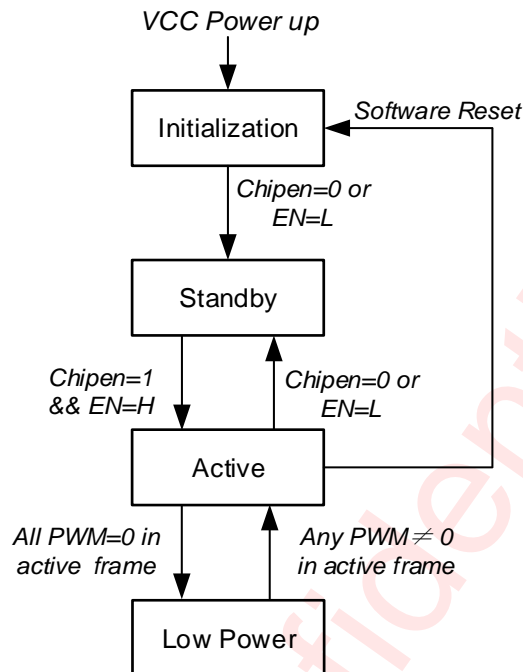 VCC Power up
Initialization
Software Reset
Chipen=0 or
EN=L
Standby
Chipen=1
&& EN=H
Chipen=0 or
EN=L
Active
All PWM=0 in
active frame
Any PWM≠0
in active frame
Low Power
fidenti